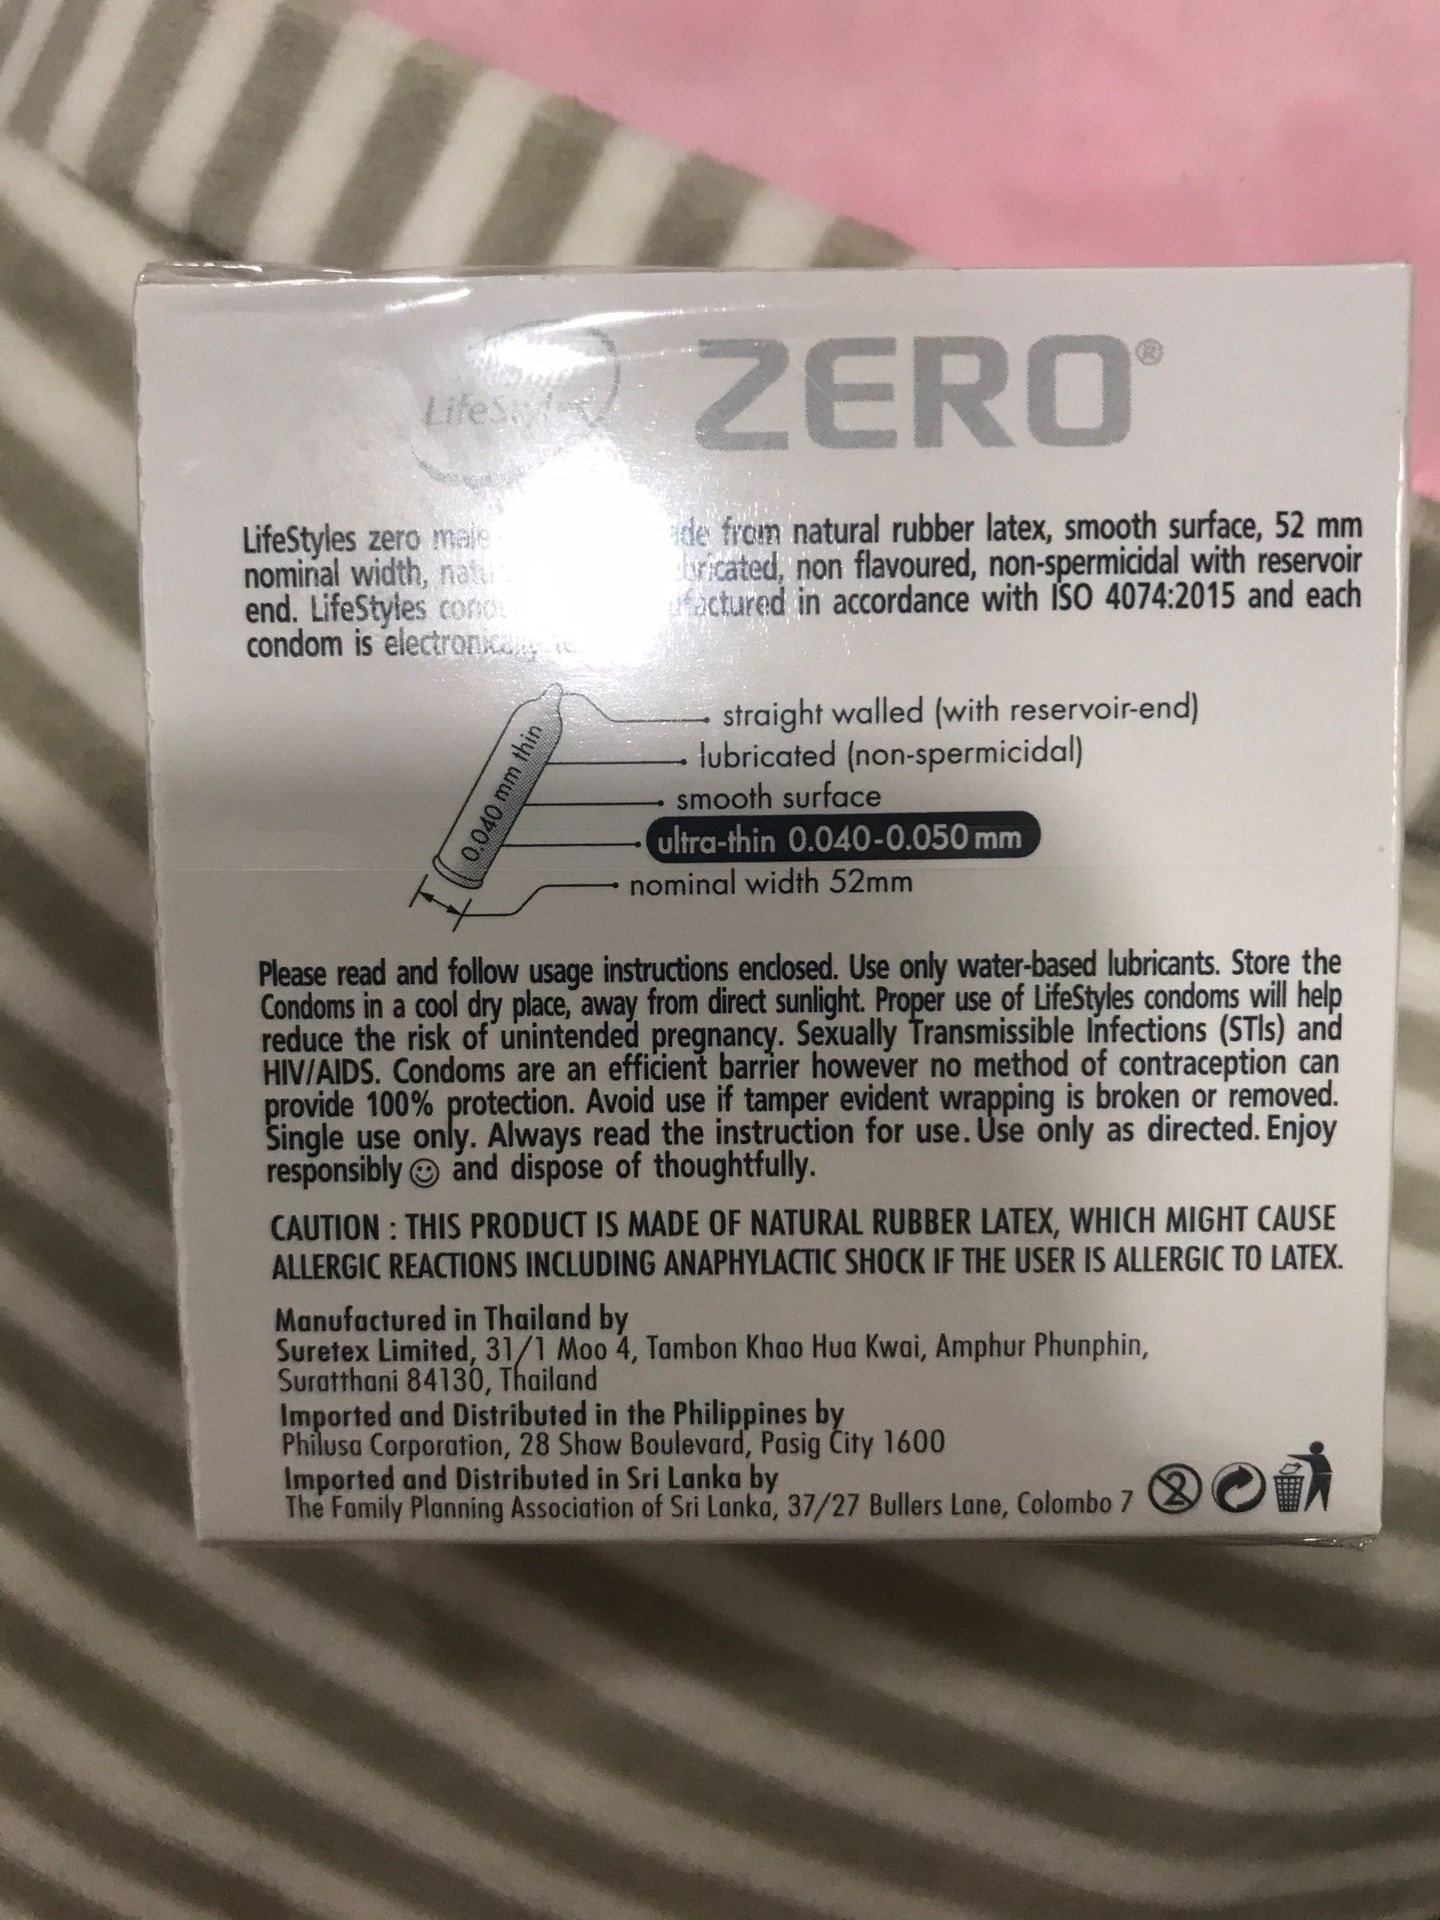 LifeStyles ZERO®
LifeStyles zero male from natural rubber latex, smooth surface, 52 mm
nominal width, non flavoured, non-spermicidal with reservoir
end. LifeStyles in accordance with ISO 4074:2015 and each
condom is electronically
0.040 mm thin
straight walled (with reservoir-end)
lubricated (non-spermicidal)
smooth surface
ultra-thin 0.040-0.050 mm
nominal width 52mm
Please read and follow usage instructions enclosed. Use only water-based lubricants. Store the
Condoms in a cool dry place, away from direct sunlight. Proper use of LifeStyles condoms will help
reduce the risk of unintended pregnancy. Sexually Transmissible Infections (STIs) and
HIV/AIDS. Condoms are an efficient barrier however no method of contraception can
provide 100% protection. Avoid use if tamper evident wrapping is broken or removed.
Single use only. Always read the instruction for use. Use only as directed. Enjoy
responsibly ☺ and dispose of thoughtfully.
CAUTION : THIS PRODUCT IS MADE OF NATURAL RUBBER LATEX, WHICH MIGHT CAUSE
ALLERGIC REACTIONS INCLUDING ANAPHYLACTIC SHOCK IF THE USER IS ALLERGIC TO LATEX.
Manufactured in Thailand by
Suretex Limited, 31/1 Moo 4, Tambon Khao Hua Kwai, Amphur Phunphin,
Suratthani 84130, Thailand
Imported and Distributed in the Philippines by
Philusa Corporation, 28 Shaw Boulevard, Pasig City 1600
Imported and Distributed in Sri Lanka by
The Family Planning Association of Sri Lanka, 37/27 Bullers Lane, Colombo 7
2